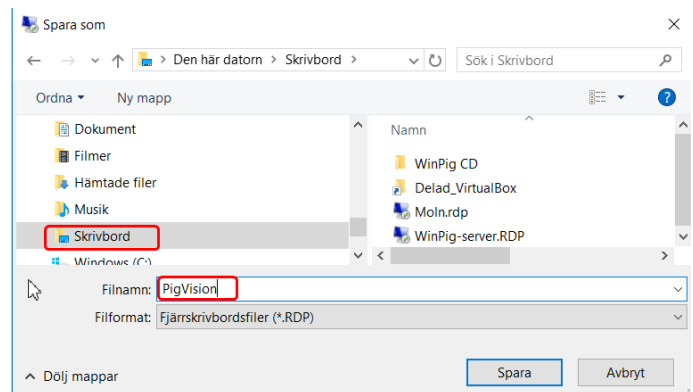 Spara som
Den här datorn > Skrivbord >
Sök i Skrivbord
Ordna
Ny mapp
Dokument
Filmer
Hämtade filer
Musik
Skrivbord
Windows (C:)
Namn
WinPig CD
Delad_VirtualBox
Moln.rdp
WinPig-server.RDP
Filnamn: PigVision
Filformat: Fjärrskrivbordsfiler (*.RDP)
Dölj mappar
Spara
Avbryt